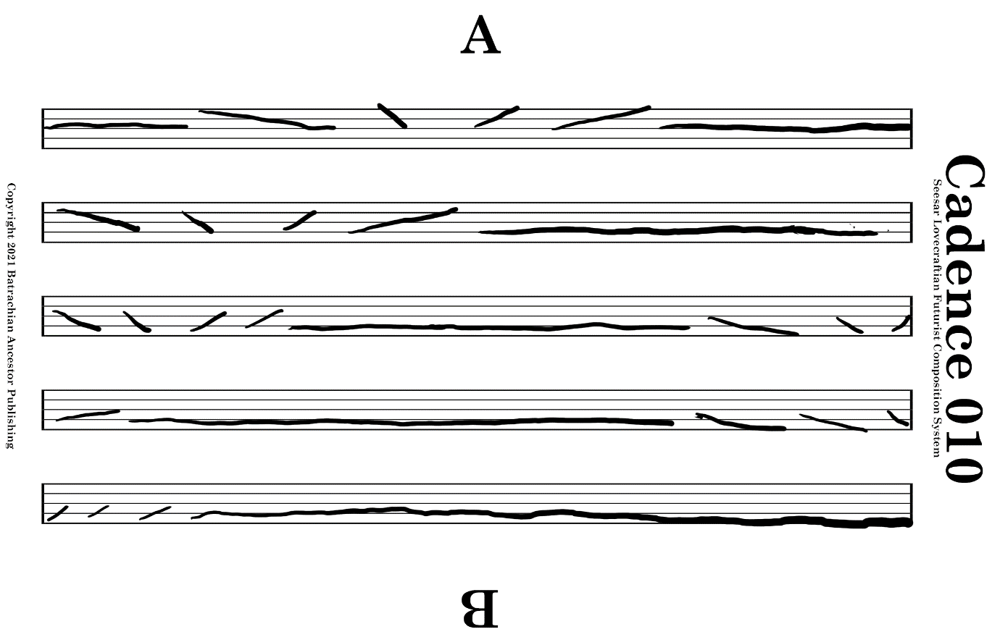 A
Cadence 010
Seesar Lovecraftian Futurist Composition System
Copyright 2021 Batrachian Ancestor Publishing
B